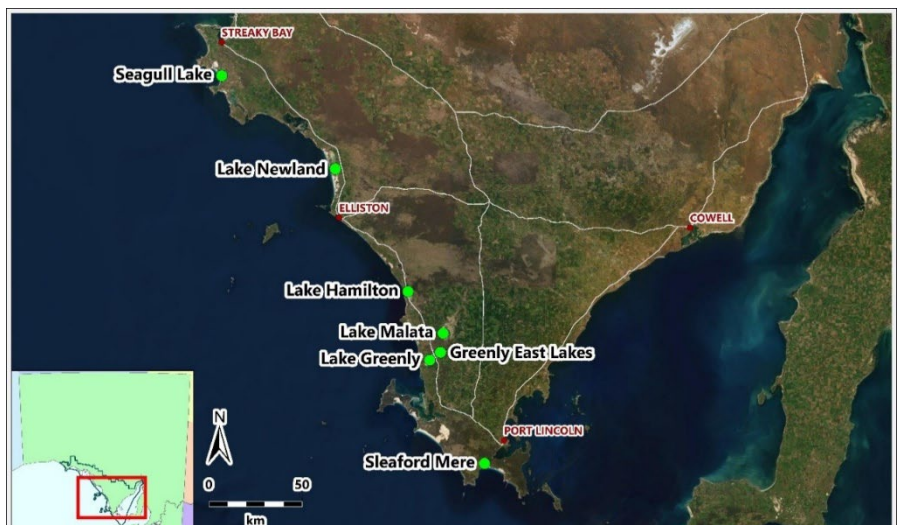 STREAKY BAY
Seagull Lake
Lake Newland
ELLISTON
COWELL
Lake Hamilton
Lake Malata
Greenly East Lakes
Lake Greenly
PORT LINCOLN
Sleaford Mere
N
0 50
km